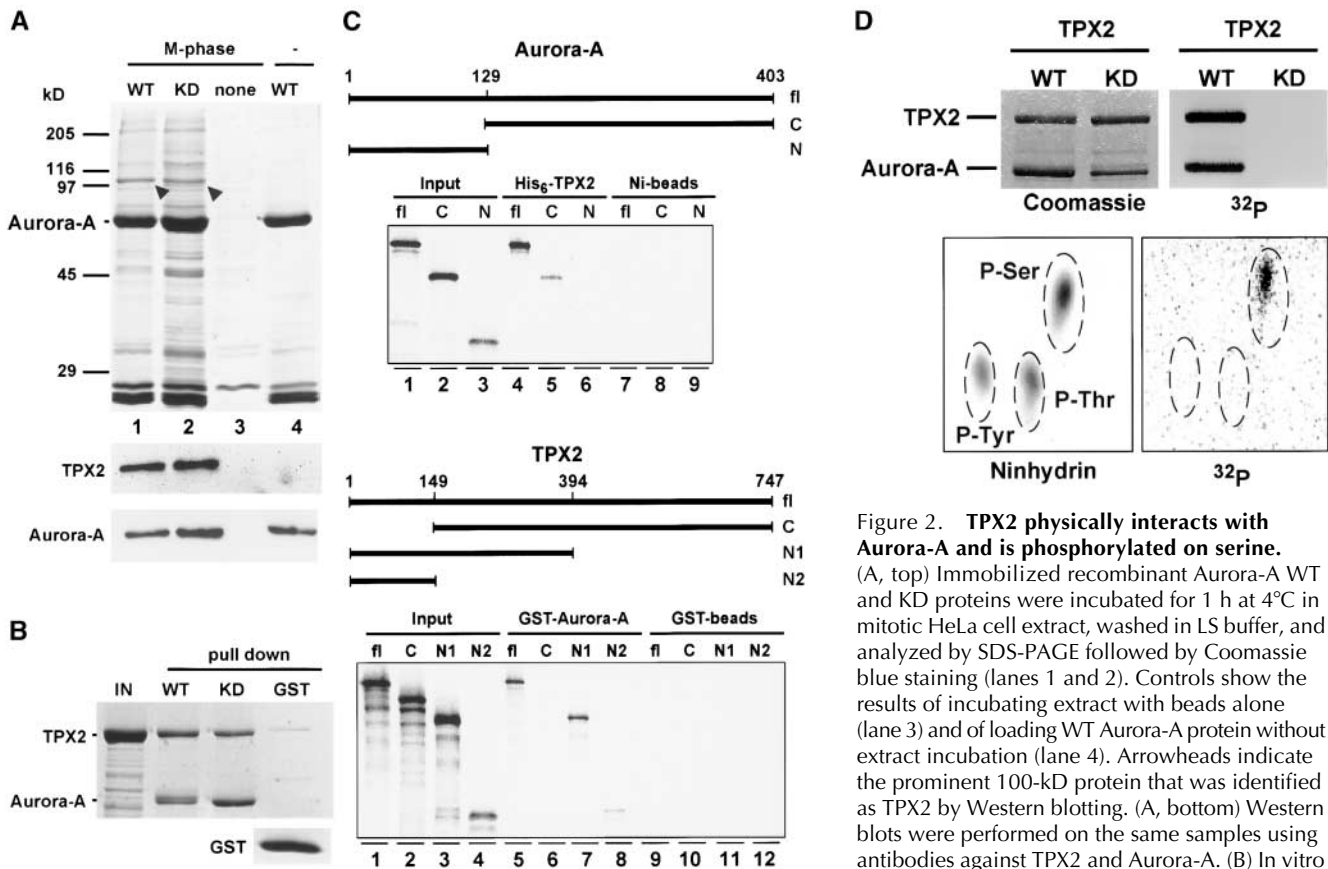 A
M-phase -
kD WT KD none WT
205
116
97
Aurora-A -
45
29
1 2 3 4
TPX2
Aurora-A
B
pull down
IN WT KD GST
TPX2 -
Aurora-A -
GST
C
Aurora-A
1 129 403
fl
C
N
Input His6-TPX2 Ni-beads
fl C N fl C N fl C N
1 2 3 4 5 6 7 8 9
TPX2
1 149 394 747
fl
C
N1
N2
Input GST-Aurora-A GST-beads
fl C N1 N2 fl C N1 N2 fl C N1 N2
1 2 3 4 5 6 7 8 9 10 11 12
D
TPX2 TPX2
WT KD WT KD
TPX2
Aurora-A
Coomassie 32P
P-Ser
P-Thr
P-Tyr
Ninhydrin 32P
Figure 2. TPX2 physically interacts with
Aurora-A and is phosphorylated on serine.
(A, top) Immobilized recombinant Aurora-A WT
and KD proteins were incubated for 1 h at 4°C in
mitotic HeLa cell extract, washed in LS buffer, and
analyzed by SDS-PAGE followed by Coomassie
blue staining (lanes 1 and 2). Controls show the
results of incubating extract with beads alone
(lane 3) and of loading WT Aurora-A protein without
extract incubation (lane 4). Arrowheads indicate
the prominent 100-kD protein that was identified
as TPX2 by Western blotting. (A, bottom) Western
blots were performed on the same samples using
antibodies against TPX2 and Aurora-A. (B) In vitro